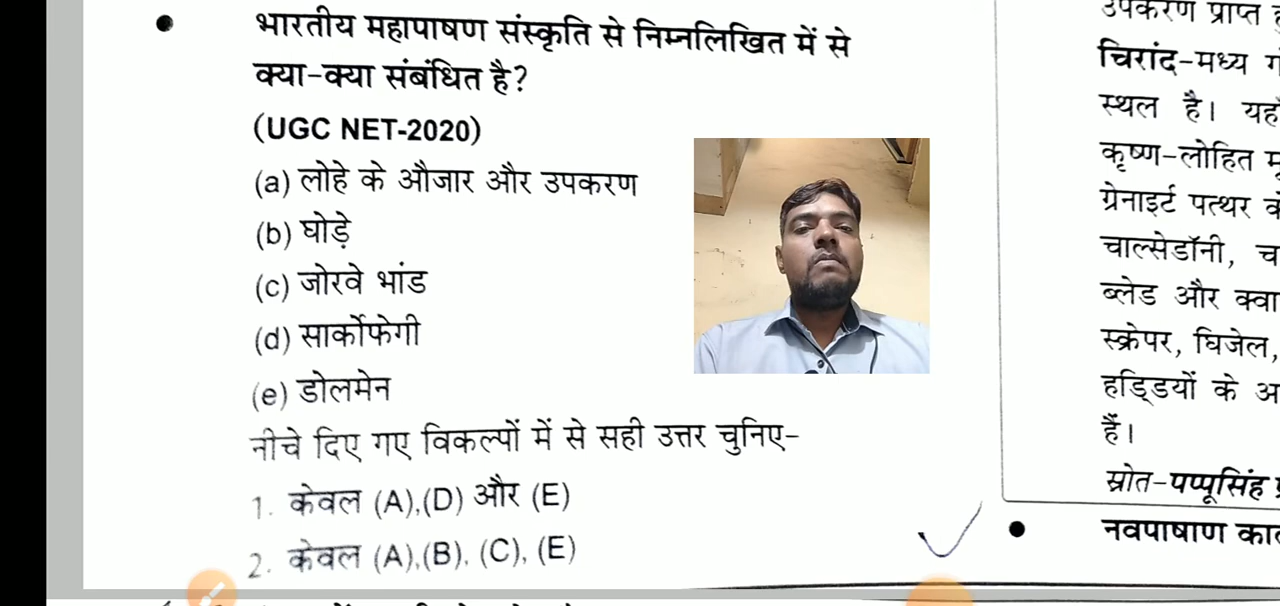 भारतीय महापाषण संस्कृति से निम्नलिखित में से
क्या-क्या संबंधित है?
(UGC NET-2020)
(a) लोहे के औजार और उपकरण
(b) घोड़े
(c) जोरवे भांड
(d) सार्कोफेगी
(e) डोलमेन
नीचे दिए गए विकल्पों में से सही उत्तर चुनिए-
1. केवल (A),(D) और (E)
2. केवल (A),(B). (C), (E)
उपकरण प्राप्त
चिरांद-मध्य
स्थल है। यह
कृष्ण-लोहित
ग्रेनाइर्ट पत्थर
चाल्सेडॉनी,
ब्लेड और
स्क्रेपर, घिजेल,
हड्डियों के
हैं।
स्रोत-पप्पूसिंह
नवपाषाण